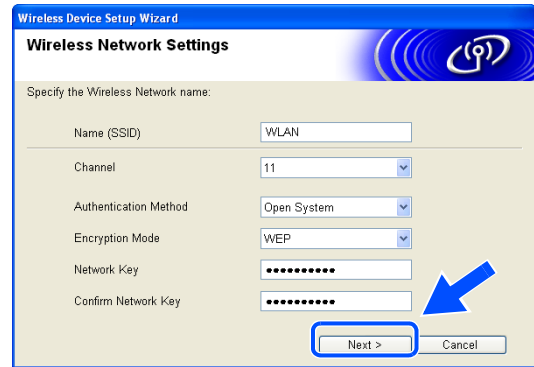 Wireless Device Setup Wizard
Wireless Network Settings
Specify the Wireless Network name:
Name (SSID) WLAN
Channel 11
Authentication Method Open System
Encryption Mode WEP
Network Key ●●●●●●●●●●
Confirm Network Key ●●●●●●●●●●
Next > Cancel